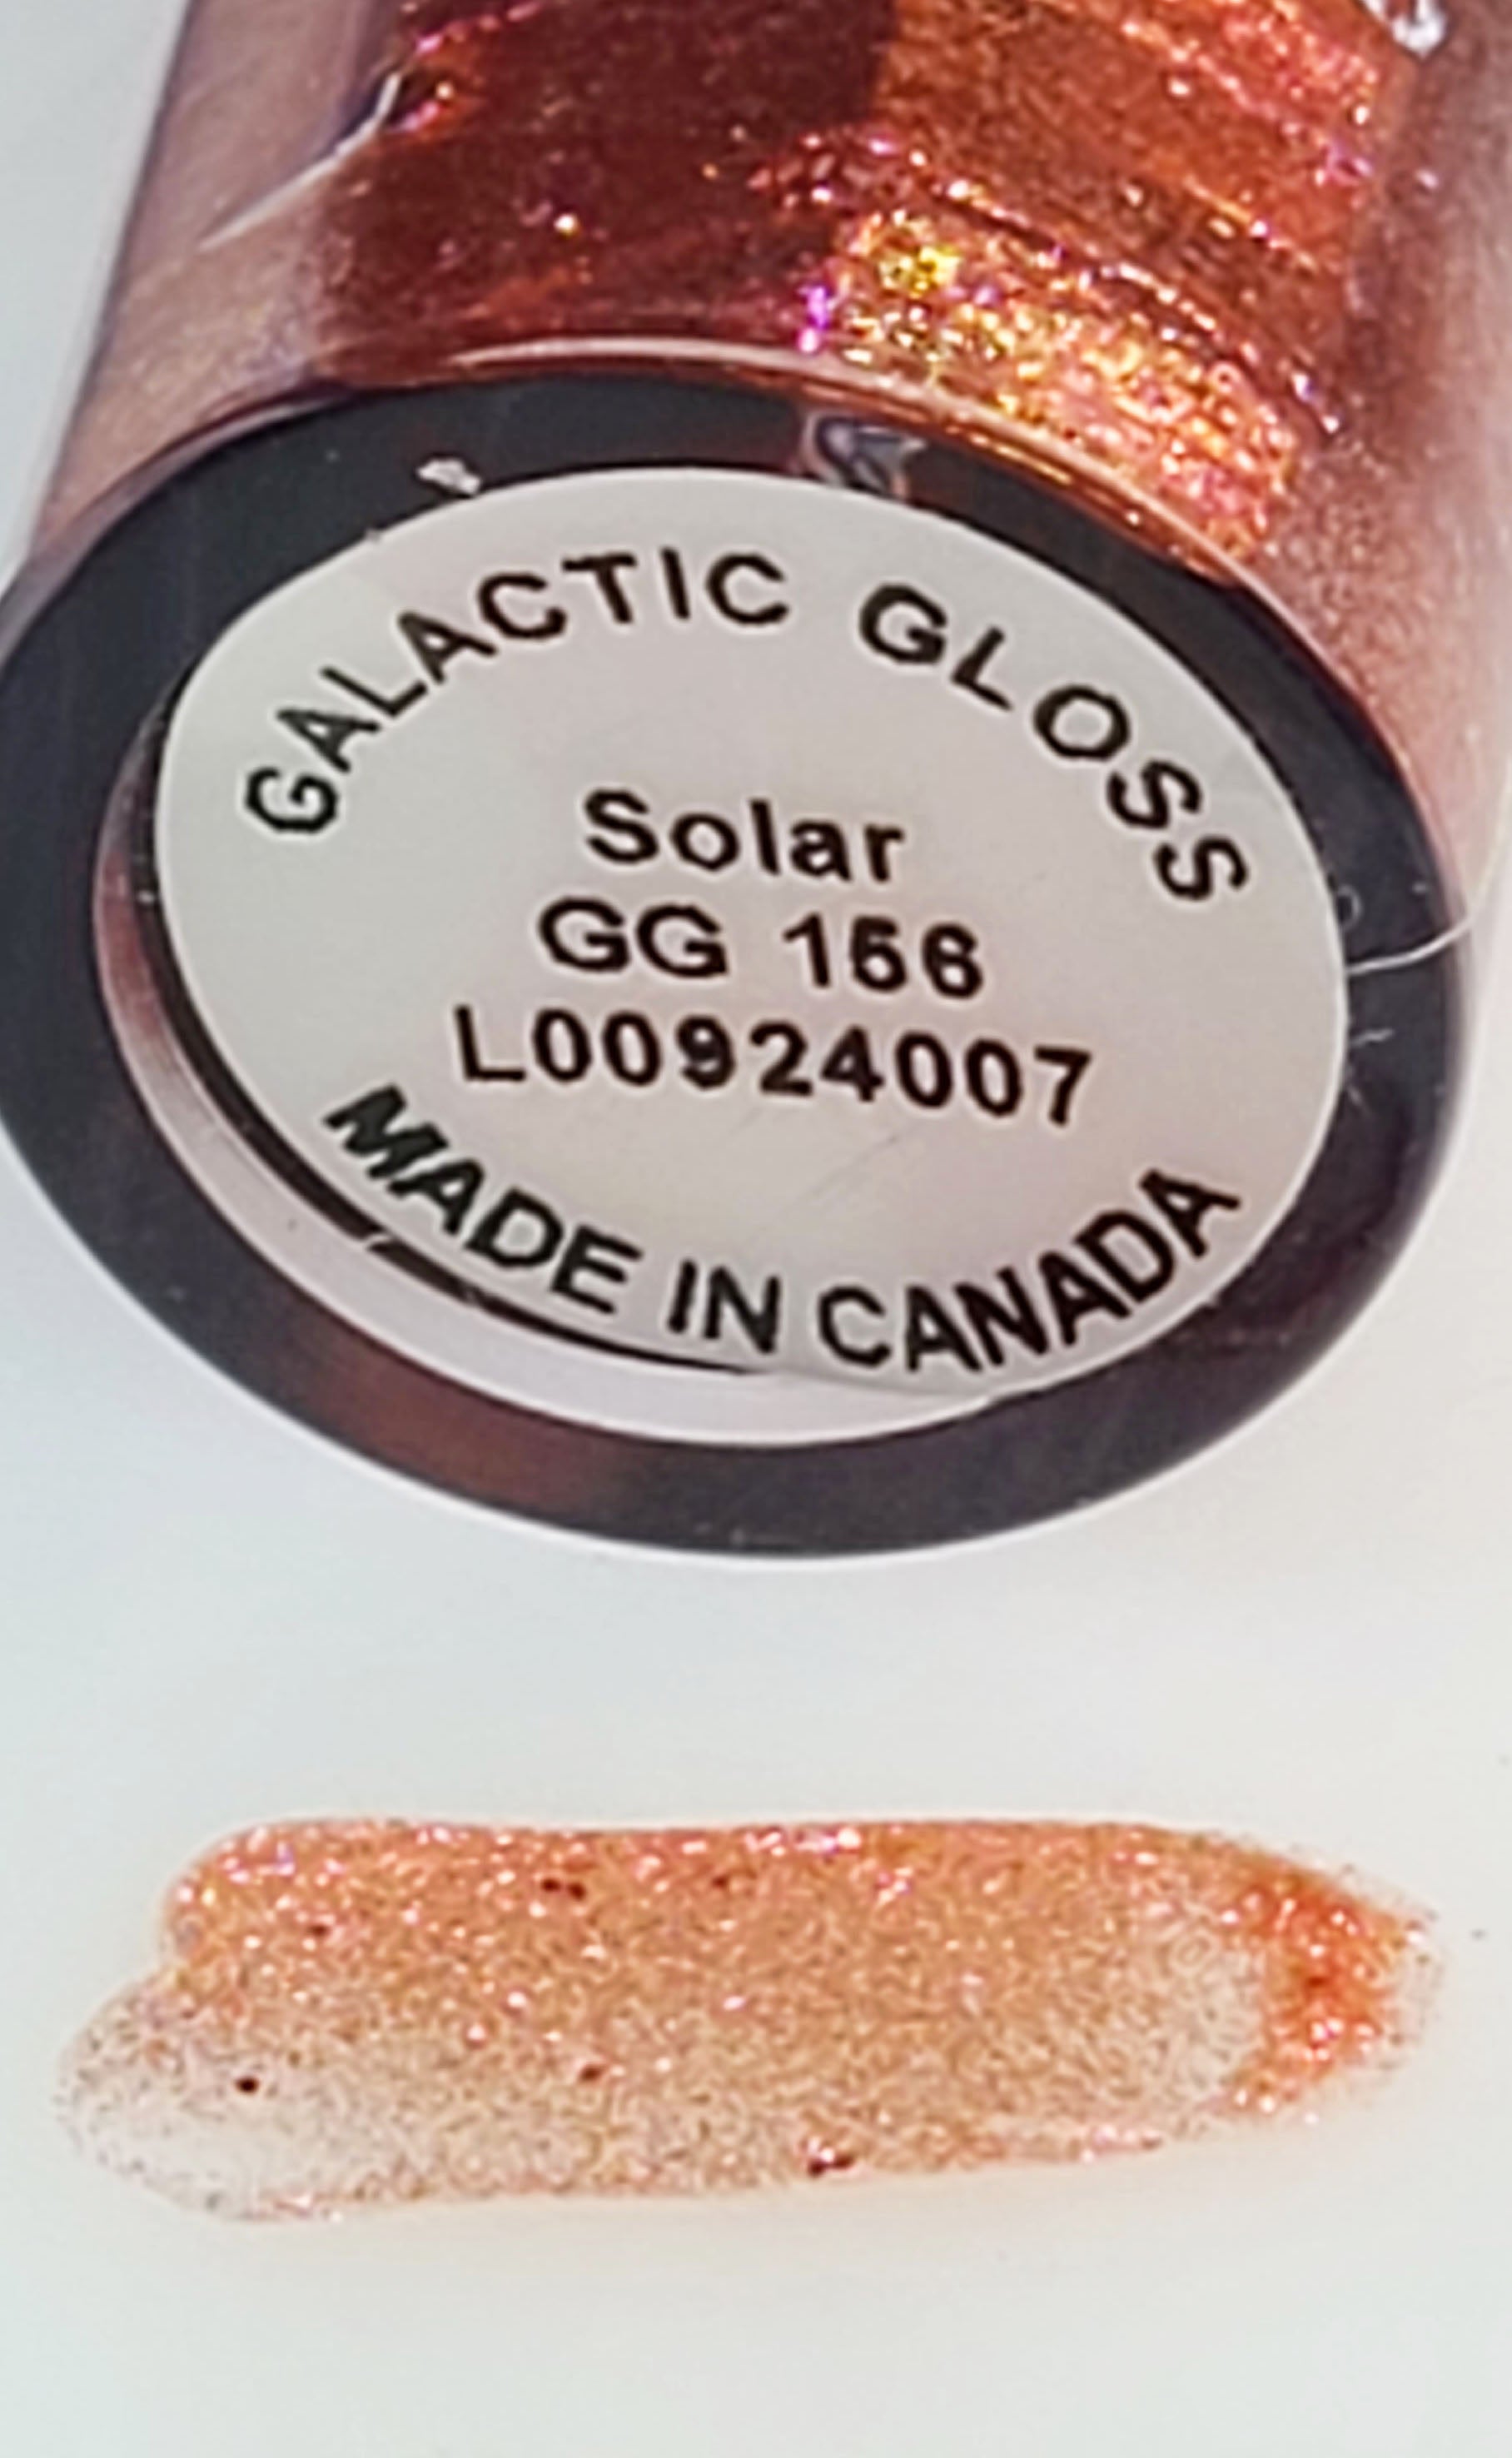 GALACTIC GLOSS
Solar
GG 156
L00924007
MADE IN CANADA